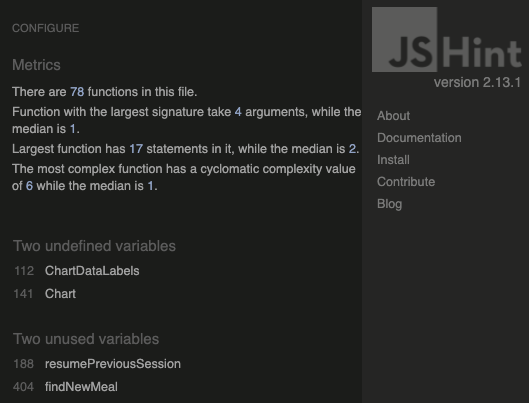 CONFIGURE
Metrics
There are 78 functions in this file.
Function with the largest signature take 4 arguments, while the
median is 1.
Largest function has 17 statements in it, while the median is 2.
The most complex function has a cyclomatic complexity value
of 6 while the median is 1.
Two undefined variables
112 ChartDataLabels
141 Chart
Two unused variables
188 resumePreviousSession
404 findNewMeal
JSHint
version 2.13.1
About
Documentation
Install
Contribute
Blog